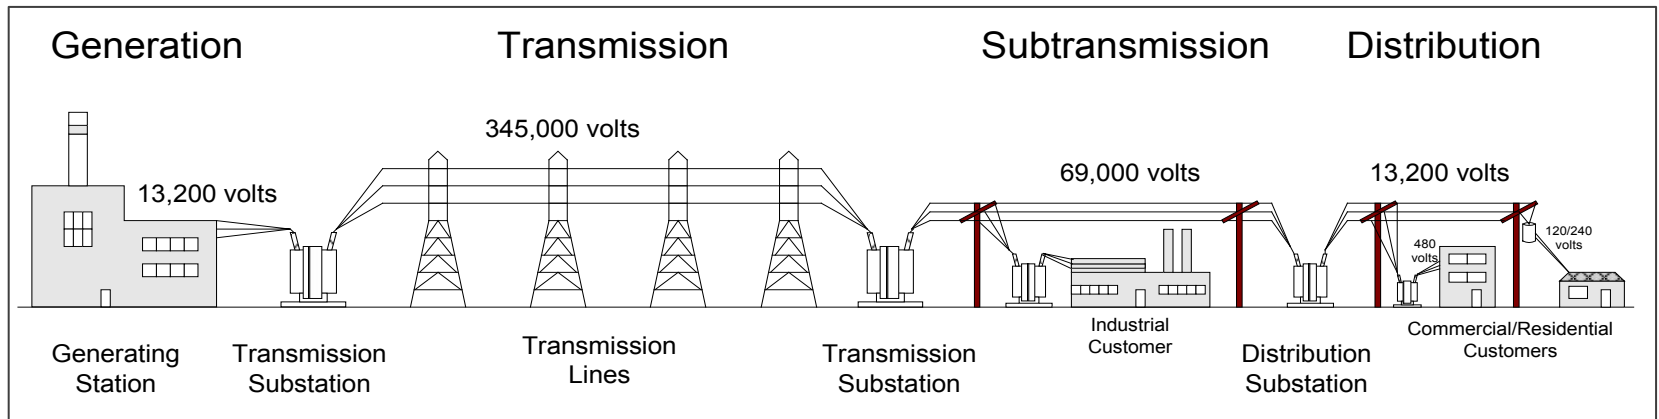 Generation
Transmission
Subtransmission
Distribution
345,000 volts
13,200 volts
69,000 volts
13,200 volts
120/240
volts
480
volts
Generating
Station
Transmission
Substation
Transmission
Lines
Transmission
Substation
Industrial
Customer
Distribution
Substation
Commercial/Residential
Customers